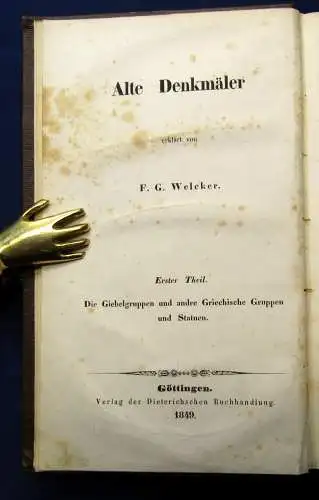 Alte Denkmäler
erklärt von
F. G. Welcker.
Erster Theil.
Die Giebelgruppen und andre Griechische Gruppen
und Statuen.
Göttingen.
Verlag der Dieterichschen Buchhandlung.
1849.